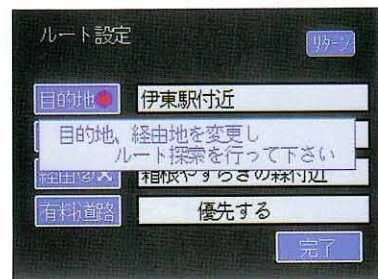 ルート設定
リターン
目的地
伊東駅付近
目的地、経由地を変更し
ルート探索を行って下さい
経由②
箱根やすらぎの森付近
有料道路
優先する
完了